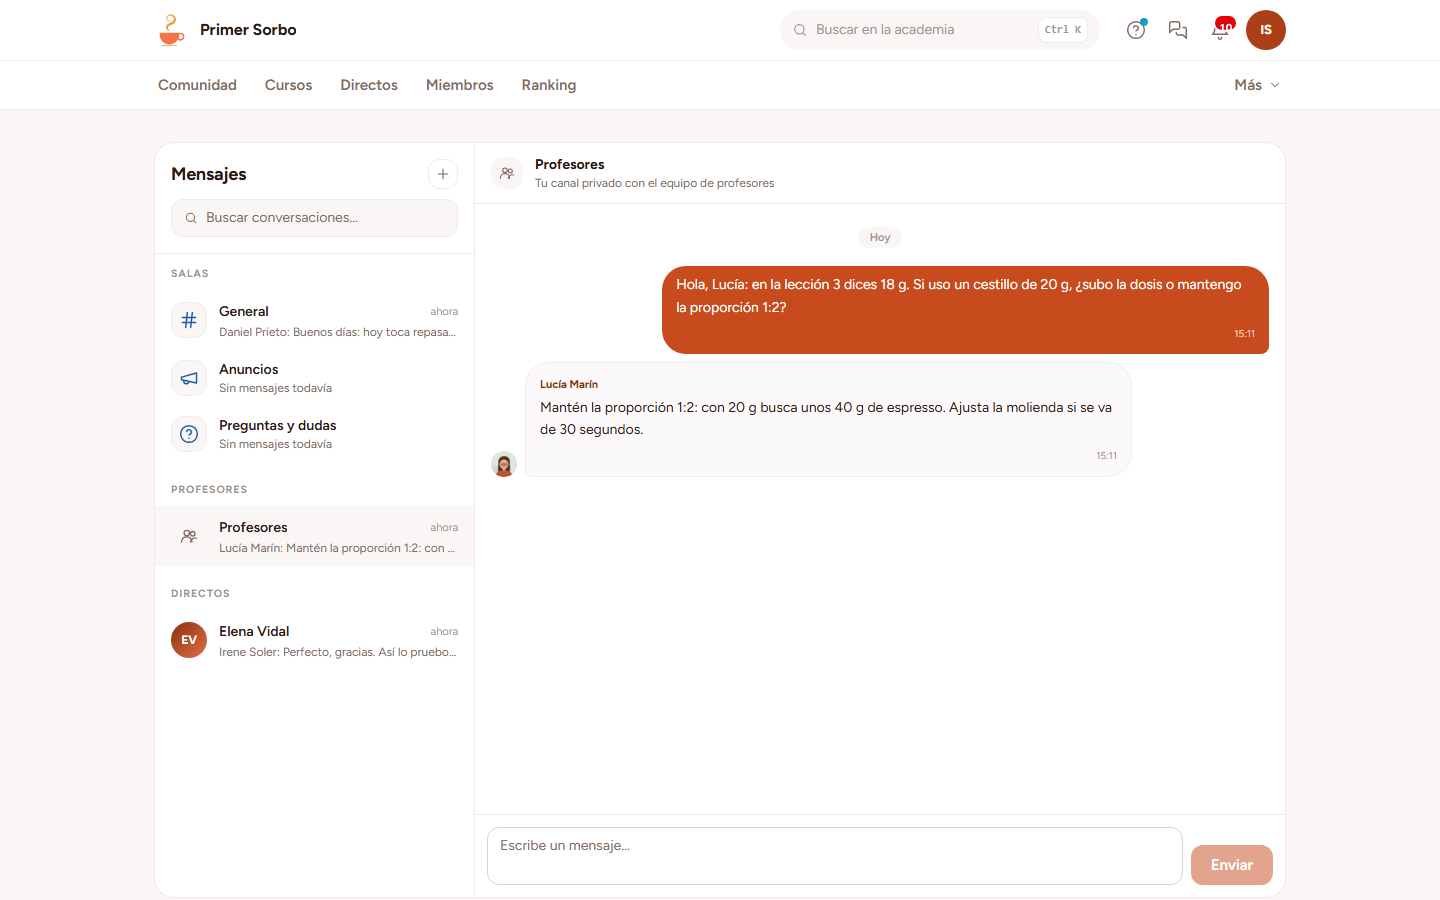 Primer Sorbo
Buscar en la academia
Ctrl K
10
IS
Comunidad
Cursos
Directos
Miembros
Ranking
Más
Mensajes
Buscar conversaciones...
SALAS
General
ahora
Daniel Prieto: Buenos días: hoy toca repasa...
Anuncios
Sin mensajes todavía
Preguntas y dudas
Sin mensajes todavía
PROFESORES
Profesores
ahora
Lucía Marín: Mantén la proporción 1:2: con ...
DIRECTOS
EV
Elena Vidal
ahora
Irene Soler: Perfecto, gracias. Así lo pruebo...
Profesores
Tu canal privado con el equipo de profesores
Hoy
Hola, Lucía: en la lección 3 dices 18 g. Si uso un cestillo de 20 g, ¿subo la dosis o mantengo
la proporción 1:2?
15:11
Lucía Marín
Mantén la proporción 1:2: con 20 g busca unos 40 g de espresso. Ajusta la molienda si se va
de 30 segundos.
15:11
Escribe un mensaje...
Enviar